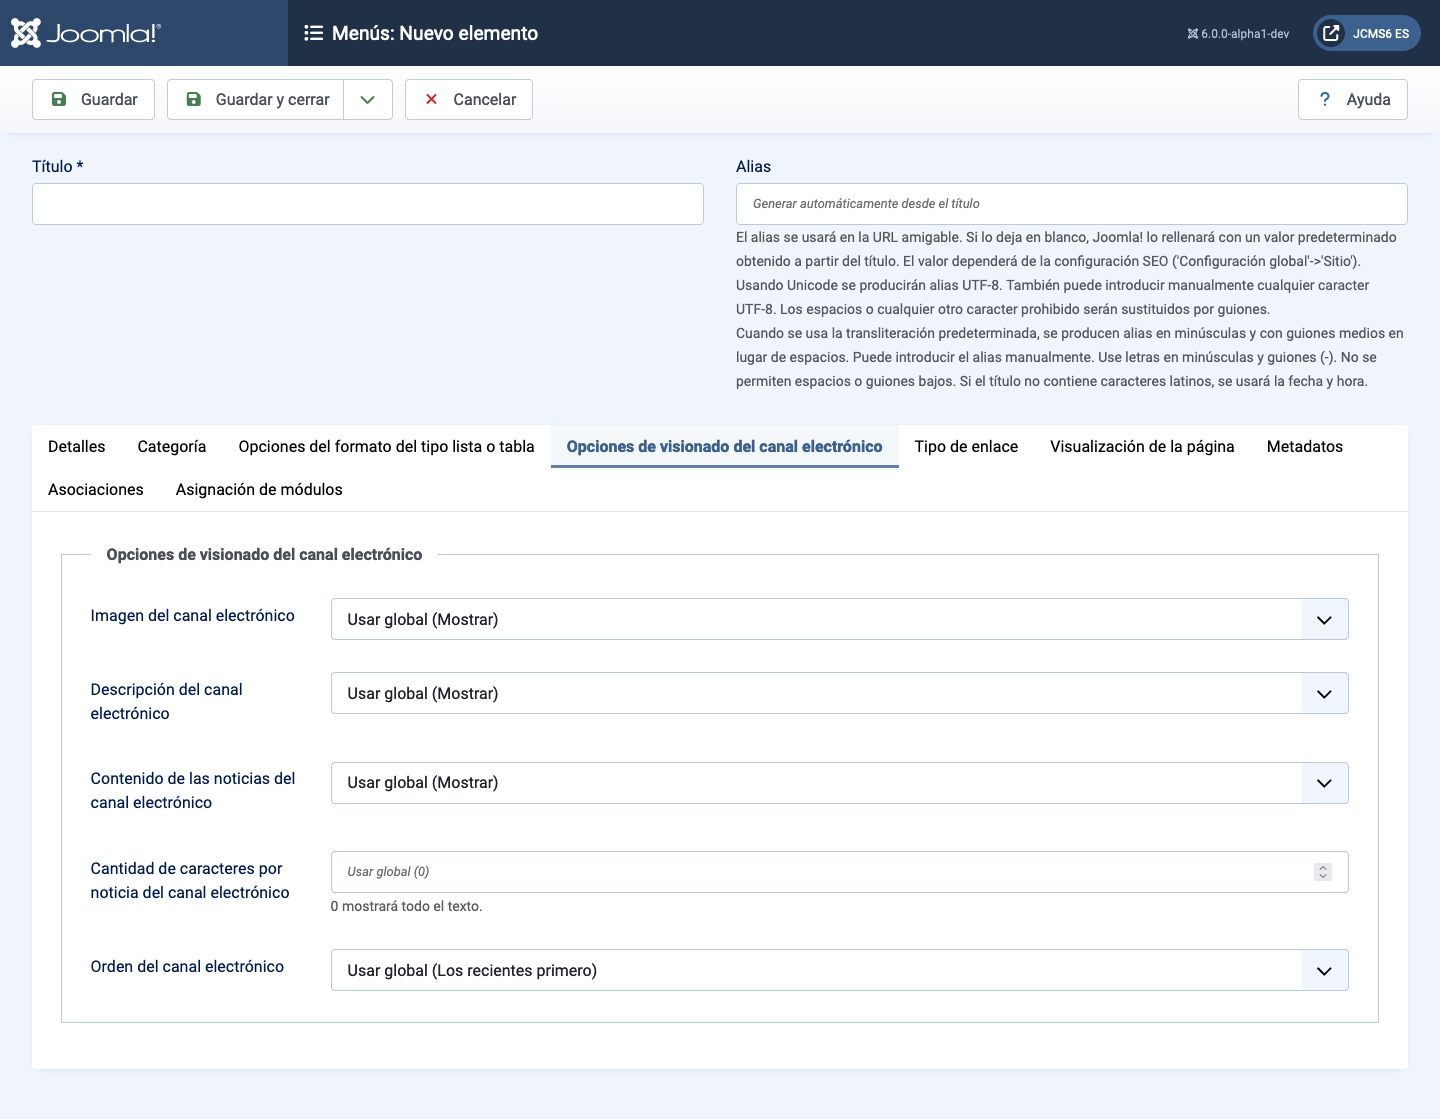 Joomla!®
Menús: Nuevo elemento
6.0.0-alpha1-dev
JCMS6 ES
Guardar
Guardar y cerrar
Cancelar
? Ayuda
Título *
Alias
Generar automáticamente desde el título
El alias se usará en la URL amigable. Si lo deja en blanco, Joomla! lo rellenará con un valor predeterminado
obtenido a partir del título. El valor dependerá de la configuración SEO ('Configuración global'->'Sitio').
Usando Unicode se producirán alias UTF-8. También puede introducir manualmente cualquier caracter
UTF-8. Los espacios o cualquier otro caracter prohibido serán sustituidos por guiones.
Cuando se usa la transliteración predeterminada, se producen alias en minúsculas y con guiones medios en
lugar de espacios. Puede introducir el alias manualmente. Use letras en minúsculas y guiones (-). No se
permiten espacios o guiones bajos. Si el título no contiene caracteres latinos, se usará la fecha y hora.
Detalles
Categoría
Opciones del formato del tipo lista o tabla
Opciones de visionado del canal electrónico
Tipo de enlace
Visualización de la página
Metadatos
Asociaciones
Asignación de módulos
Opciones de visionado del canal electrónico
Imagen del canal electrónico
Usar global (Mostrar)
Descripción del canal
electrónico
Usar global (Mostrar)
Contenido de las noticias del
canal electrónico
Usar global (Mostrar)
Cantidad de caracteres por
noticia del canal electrónico
Usar global (0)
0 mostrará todo el texto.
Orden del canal electrónico
Usar global (Los recientes primero)